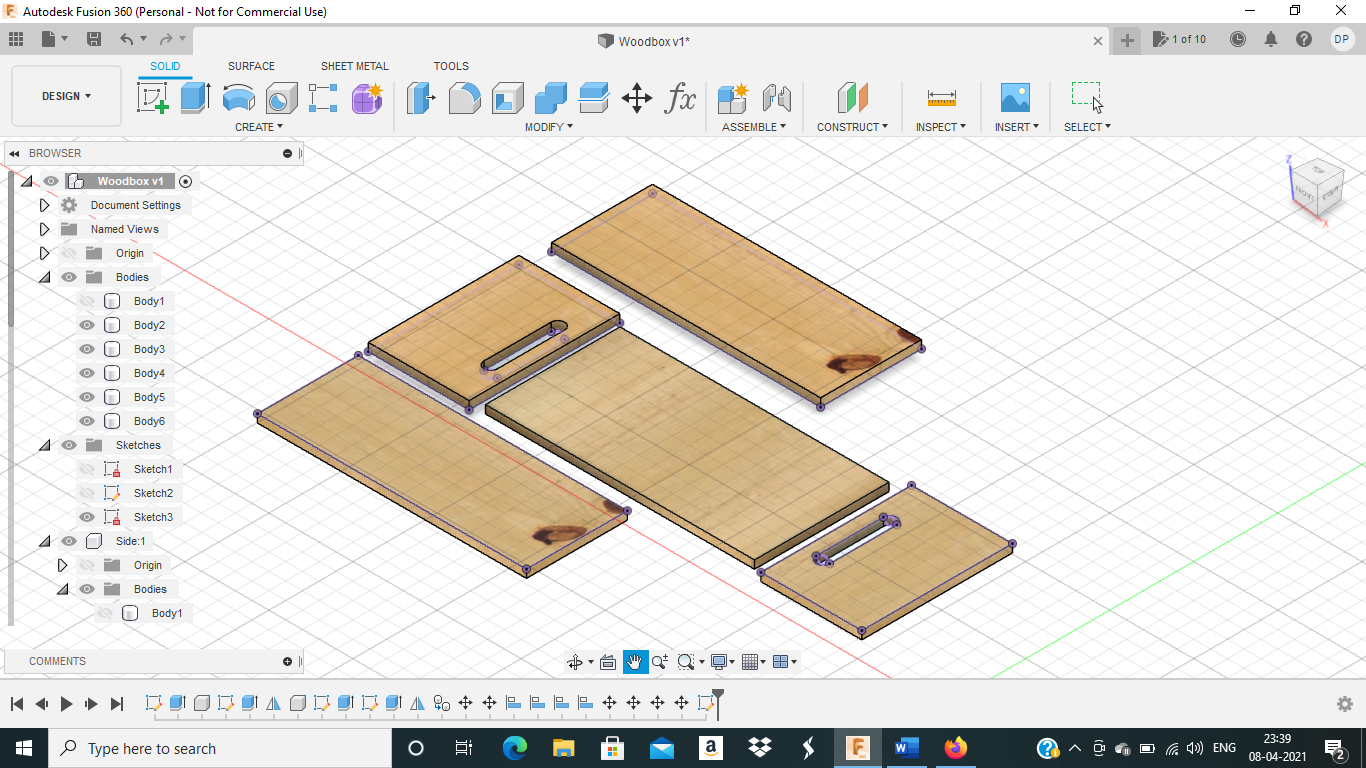 Autodesk Fusion 360 (Personal - Not for Commercial Use)
Woodbox v1*
1 of 10
DP
DESIGN
SOLID SURFACE SHEET METAL TOOLS
CREATE MODIFY ASSEMBLE CONSTRUCT INSPECT INSERT SELECT
BROWSER
Woodbox v1
Document Settings
Named Views
Origin
Bodies
Body1
Body2
Body3
Body4
Body5
Body6
Sketches
Sketch1
Sketch2
Sketch3
Side:1
Origin
Bodies
Body1
Z
X
COMMENTS
Type here to search
ENG
23:39
08-04-2021
2